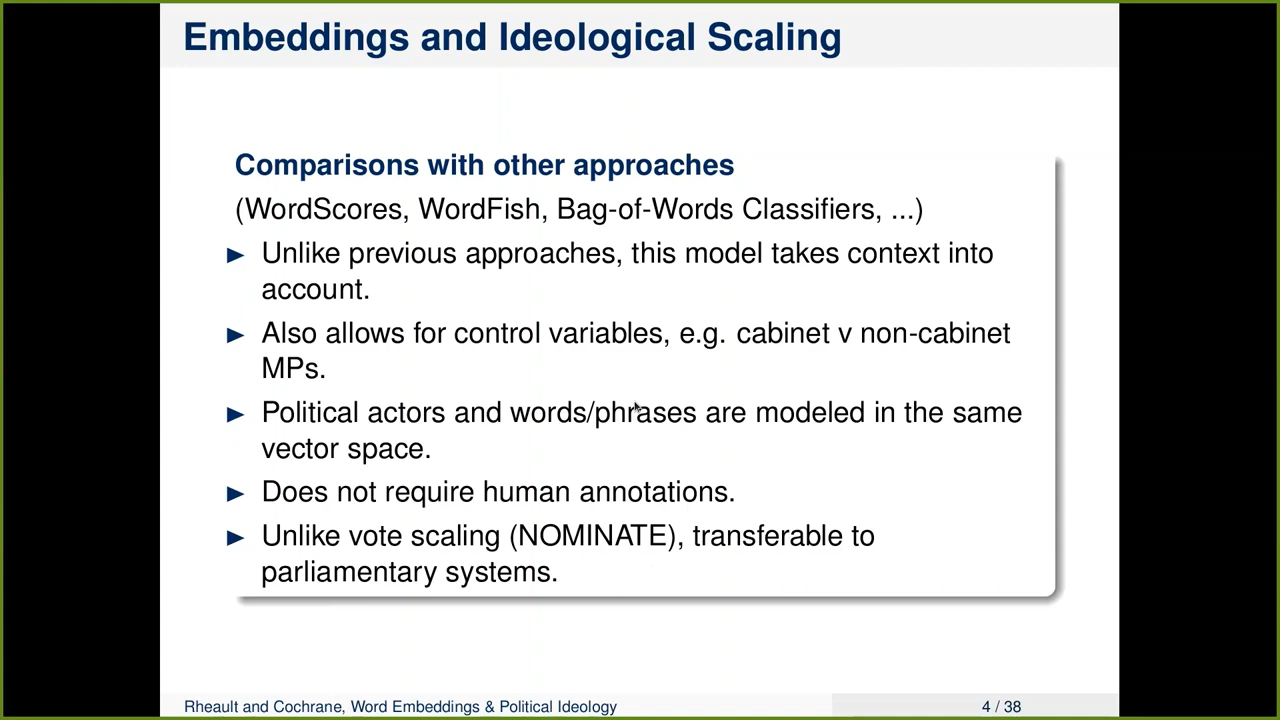 Embeddings and Ideological Scaling
Comparisons with other approaches
(WordScores, WordFish, Bag-of-Words Classifiers, ...)
Unlike previous approaches, this model takes context into
account.
Also allows for control variables, e.g. cabinet v non-cabinet
MPs.
Political actors and words/phrases are modeled in the same
vector space.
Does not require human annotations.
Unlike vote scaling (NOMINATE), transferable to
parliamentary systems.
Rheault and Cochrane, Word Embeddings & Political Ideology
4 / 38